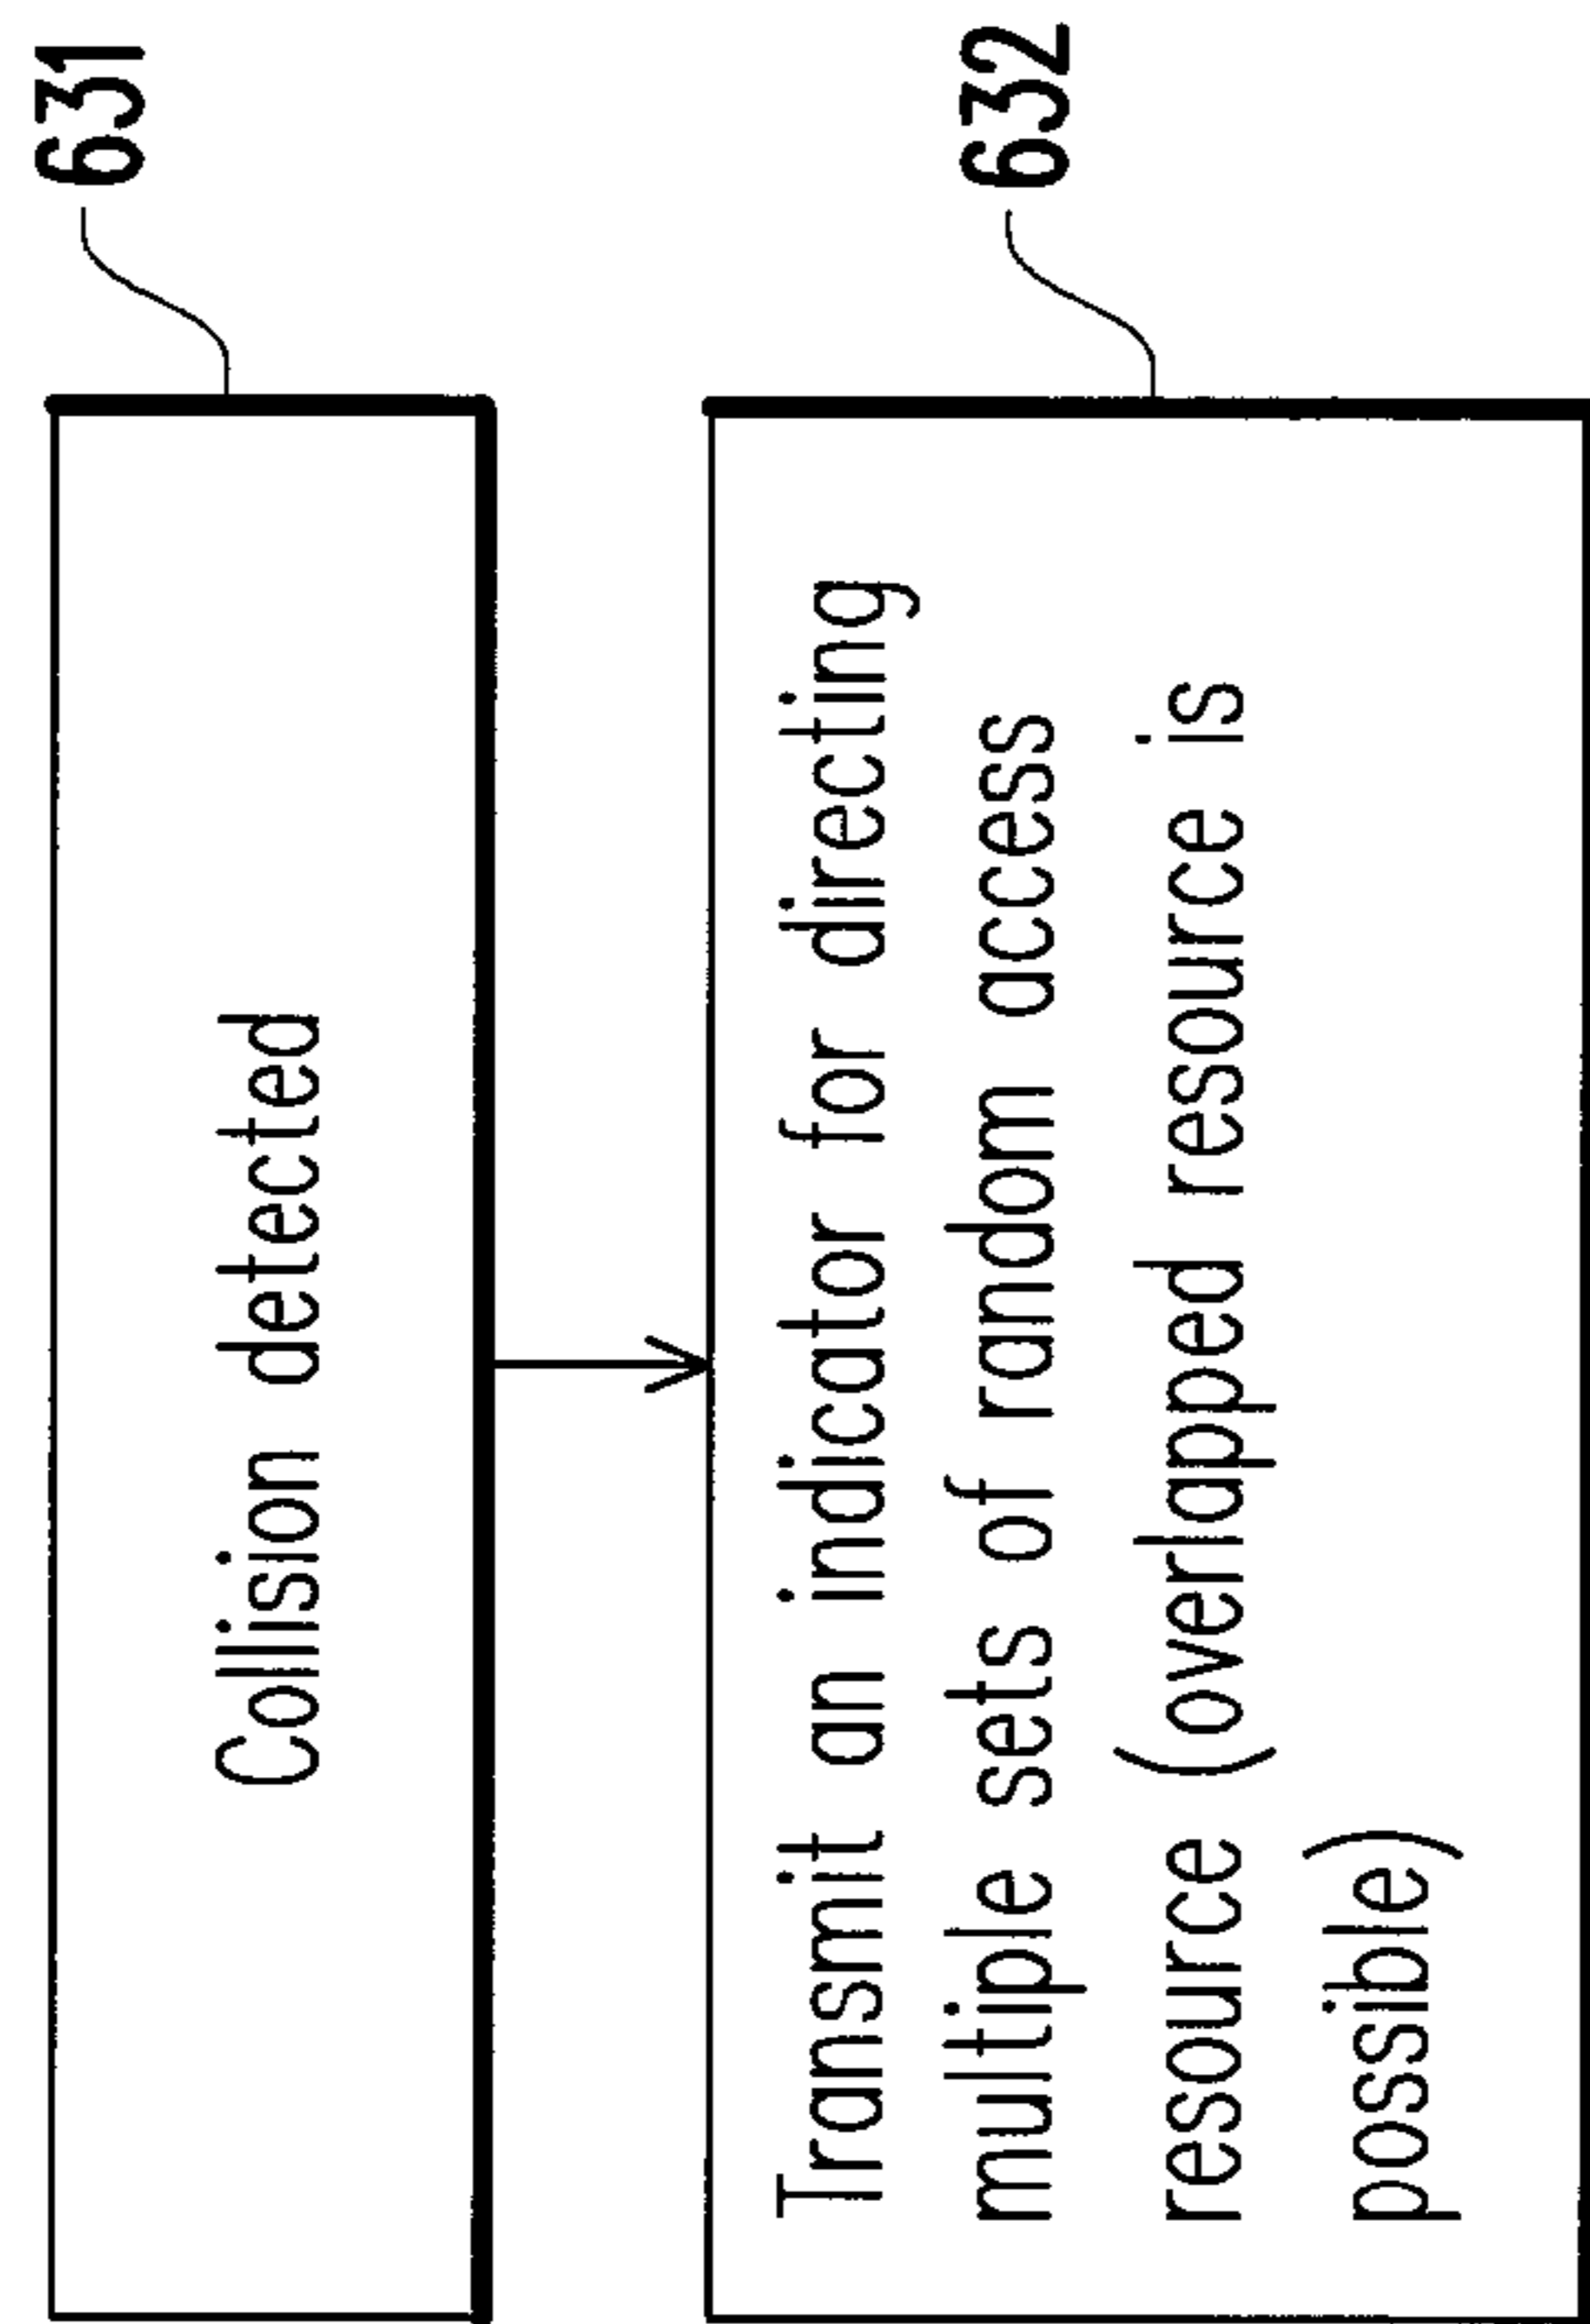 Collision detected
631
Transmit an indicator for directing
multiple sets of random access
resource (overlapped resource is
possible)
632